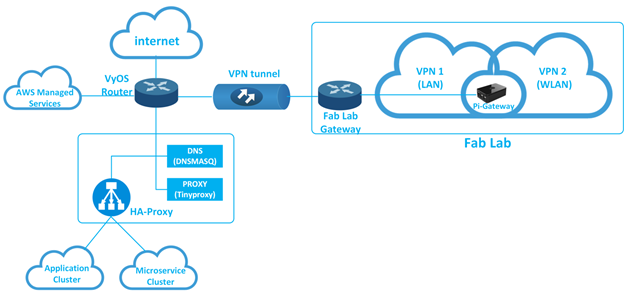 internet
VyOS
Router
VPN tunnel
AWS Managed
Services
VPN 1
(LAN)
VPN 2
(WLAN)
Pi-Gateway
Fab Lab
Gateway
Fab Lab
DNS
(DNSMASQ)
PROXY
(Tinyproxy)
HA-Proxy
Application
Cluster
Microservice
Cluster